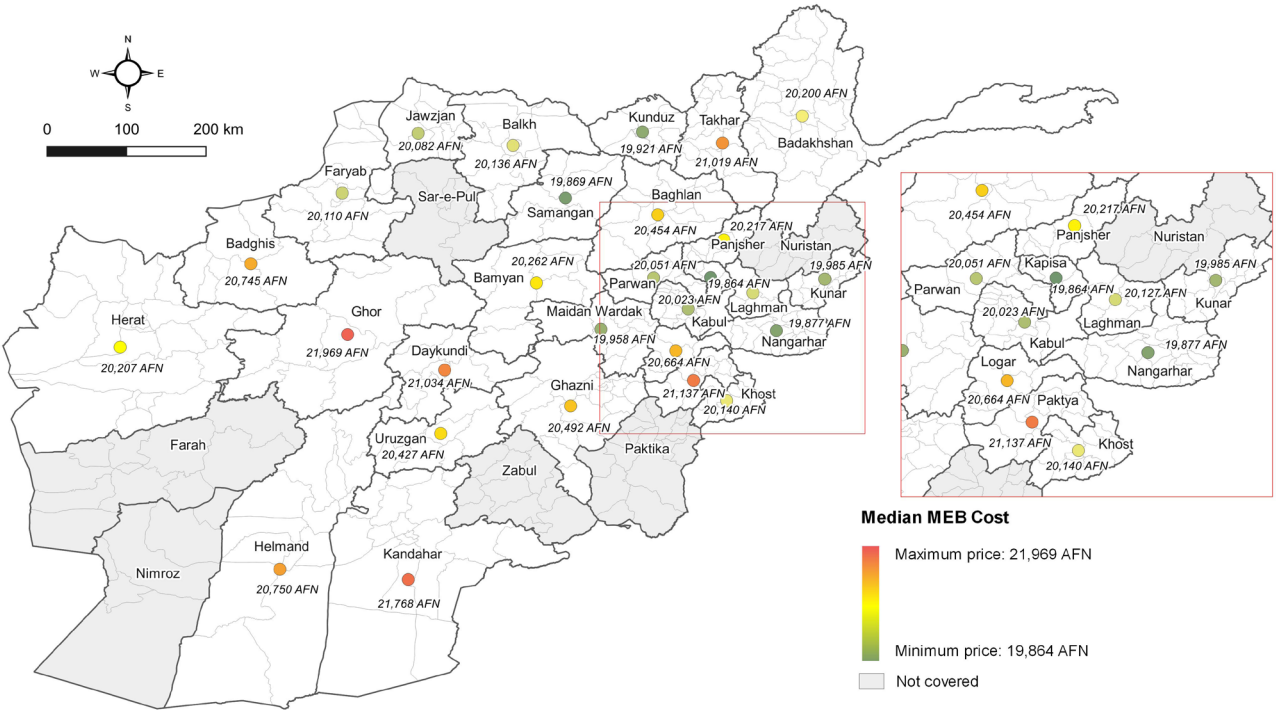 N
W
E
S
0
100
200 km
Jawzjan
20,082 AFN
Balkh
20,136 AFN
Kunduz
19,921 AFN
Takhar
21,019 AFN
20,200 AFN
Badakhshan
Faryab
20,110 AFN
Sar-e-Pul
19,869 AFN
Samangan
Baghlan
20,454 AFN
20,217 AFN
Panjsher
Nuristan
Badghis
20,745 AFN
20,262 AFN
Bamyan
20,051 AFN
Parwan
19,864 AFN
19,985 AFN
Kunar
Herat
20,207 AFN
Ghor
21,969 AFN
Maidan Wardak
19,958 AFN
20,023 AFN
Kabul
Laghman
19,877 AFN
Nangarhar
Daykundi
21,034 AFN
Ghazni
20,492 AFN
20,664 AFN
21,137 AFN
Khost
20,140 AFN
Uruzgan
20,427 AFN
Farah
Zabul
Paktika
Nimroz
Helmand
20,750 AFN
Kandahar
21,768 AFN
20,454 AFN
20,217 AFN
Panjsher
Nuristan
20,051 AFN
Parwan
Kapisa
19,864 AFN
19,985 AFN
Kunar
20,127 AFN
Laghman
20,023 AFN
Kabul
19,877 AFN
Nangarhar
Logar
20,664 AFN
Paktya
21,137 AFN
Khost
20,140 AFN
Median MEB Cost
Maximum price: 21,969 AFN
Minimum price: 19,864 AFN
Not covered